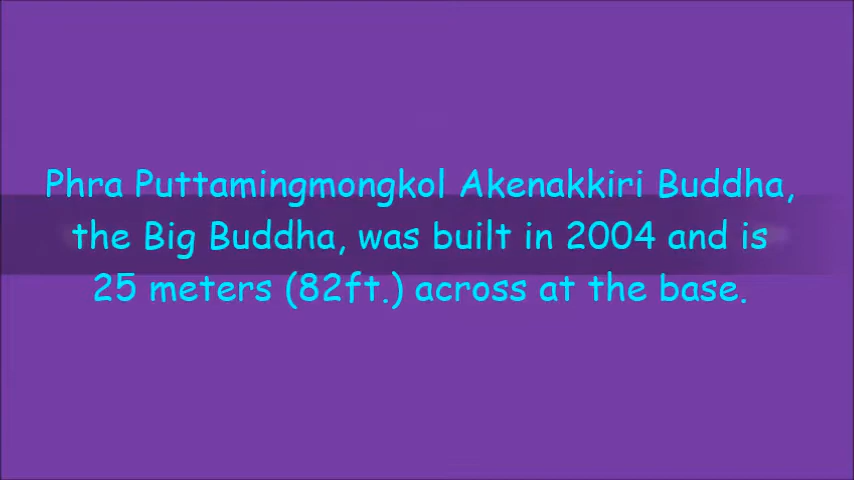 Phra Puttamingmongkol Akenakkiri Buddha,
the Big Buddha, was built in 2004 and is
25 meters (82ft.) across at the base.